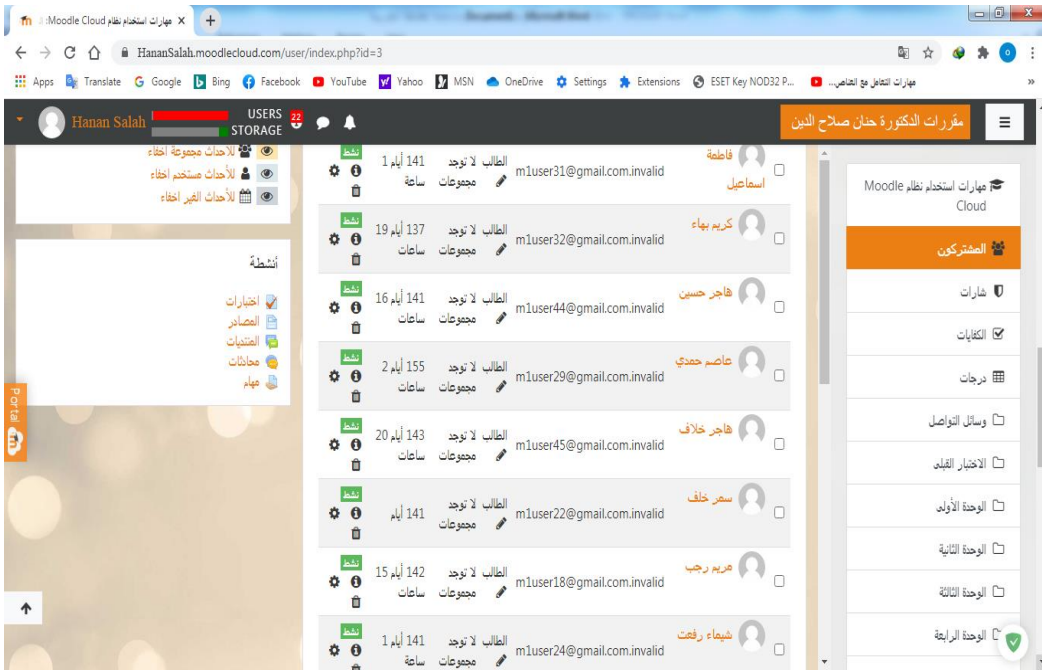 مهارات استخدام نظام Moodle Cloud:
HananSalah.moodlecloud.com/user/index.php?id=3
Apps Translate Google Bing Facebook YouTube Yahoo MSN OneDrive Settings Extensions ESET Key NOD32 P... مهارات التعامل مع العناصر...
Hanan Salah
USERS 22
STORAGE
مقررات الدكتورة حنان صلاح الدين
مهارات استخدام نظام Moodle
Cloud
المشتركون
شارات
الكفايات
درجات
وسائل التواصل
الاختبار القبلى
الوحدة الأولى
الوحدة الثانية
الوحدة الثالثة
الوحدة الرابعة
فاطمة
اسماعيل
m1user31@gmail.com.invalid
الطالب
لا توجد
مجموعات
141 أيام 1
ساعة
نشط
كريم بهاء
m1user32@gmail.com.invalid
الطالب
لا توجد
مجموعات
137 أيام 19
ساعات
نشط
هاجر حسين
m1user44@gmail.com.invalid
الطالب
لا توجد
مجموعات
141 أيام 16
ساعات
نشط
عاصم حمدي
m1user29@gmail.com.invalid
الطالب
لا توجد
مجموعات
155 أيام 2
ساعات
نشط
هاجر خلاف
m1user45@gmail.com.invalid
الطالب
لا توجد
مجموعات
143 أيام 20
ساعات
نشط
سمر خلف
m1user22@gmail.com.invalid
الطالب
لا توجد
مجموعات
141 أيام
نشط
مريم رجب
m1user18@gmail.com.invalid
الطالب
لا توجد
مجموعات
142 أيام 15
ساعات
نشط
شيماء رفعت
m1user24@gmail.com.invalid
الطالب
لا توجد
مجموعات
141 أيام 1
ساعة
نشط
للأحداث مجموعة اخفاء
للأحداث مستخدم اخفاء
للأحداث الغير اخفاء
أنشطة
اختبارات
المصادر
المنتديات
محادثات
مهام
Portal